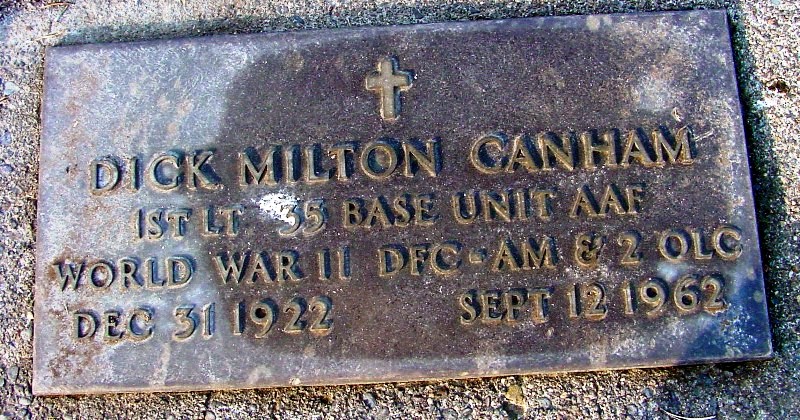 DICK MILTON CANHAM
1ST LT 35 BASE UNIT AAF
WORLD WAR II DFC-AM & 2 OLC
DEC 31 1922 SEPT 12 1962